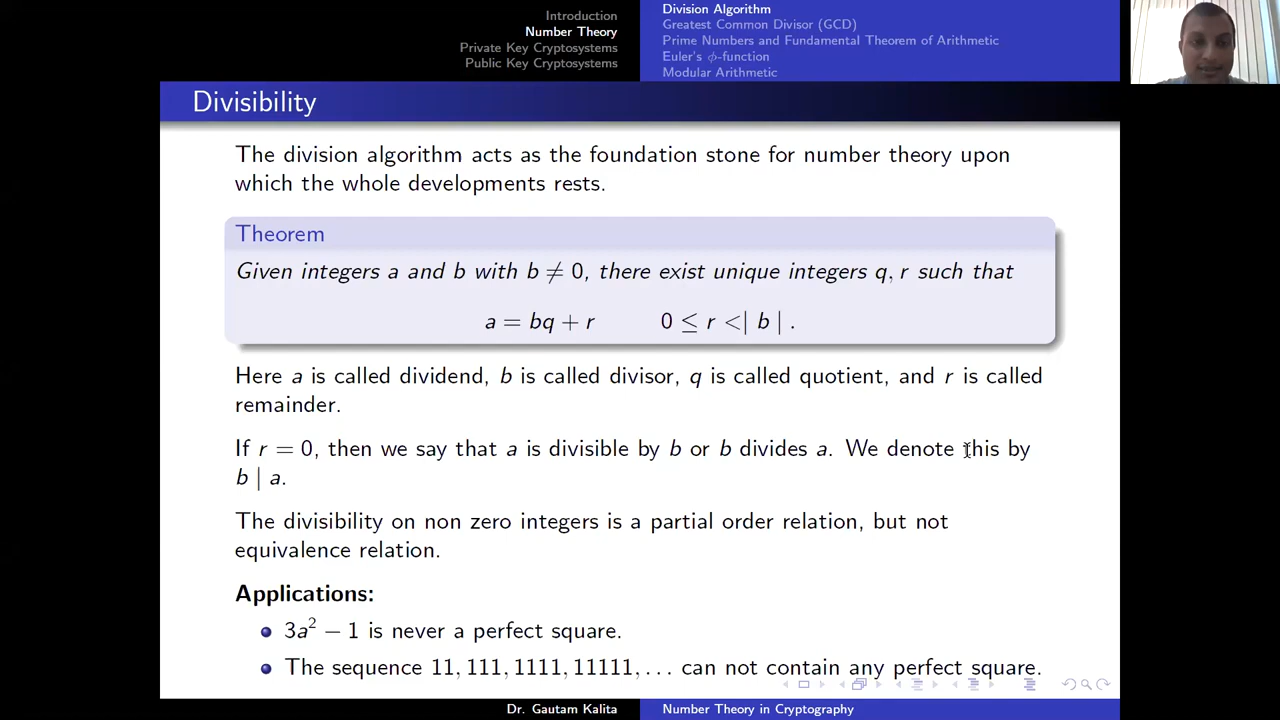 Introduction
Number Theory
Private Key Cryptosystems
Public Key Cryptosystems
Division Algorithm
Greatest Common Divisor (GCD)
Prime Numbers and Fundamental Theorem of Arithmetic
Euler's ϕ-function
Modular Arithmetic
Divisibility
The division algorithm acts as the foundation stone for number theory upon
which the whole developments rests.
Theorem
Given integers a and b with b ≠ 0, there exist unique integers q, r such that
a = bq + r 0 ≤ r <| b | .
Here a is called dividend, b is called divisor, q is called quotient, and r is called
remainder.
If r = 0, then we say that a is divisible by b or b divides a. We denote this by
b | a.
The divisibility on non zero integers is a partial order relation, but not
equivalence relation.
Applications:
3a² − 1 is never a perfect square.
The sequence 11, 111, 1111, 11111, . . . can not contain any perfect square.
Dr. Gautam Kalita
Number Theory in Cryptography